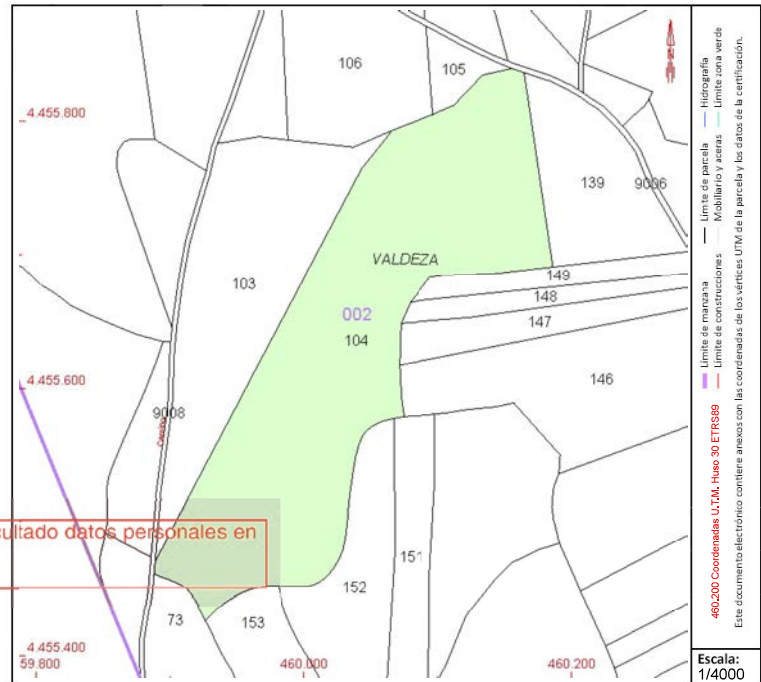 106
105
4.455.800
139
9006
VALDEZA
149
103
148
002
147
104
4.455.600
146
9008
Camino
cultado datos personales en
151
152
73
153
4.455.400
59.800
460.000
460.200
N
Límite de manzana
Límite de parcela
Hidrografía
Límite de construcciones
Mobiliario y aceras
Límite zona verde
460.200 Coordenadas U.T.M. Huso 30 ETRS89
Este documento electrónico contiene anexos con las coordenadas de los vértices UTM de la parcela y los datos de la certificación.
Escala:
1/4000